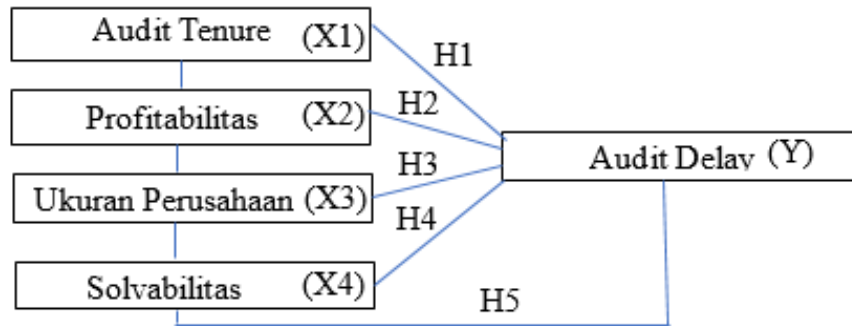 Audit Tenure (X1)
H1
Profitabilitas (X2)
H2
Audit Delay (Y)
H3
Ukuran Perusahaan (X3)
H4
Solvabilitas (X4)
H5